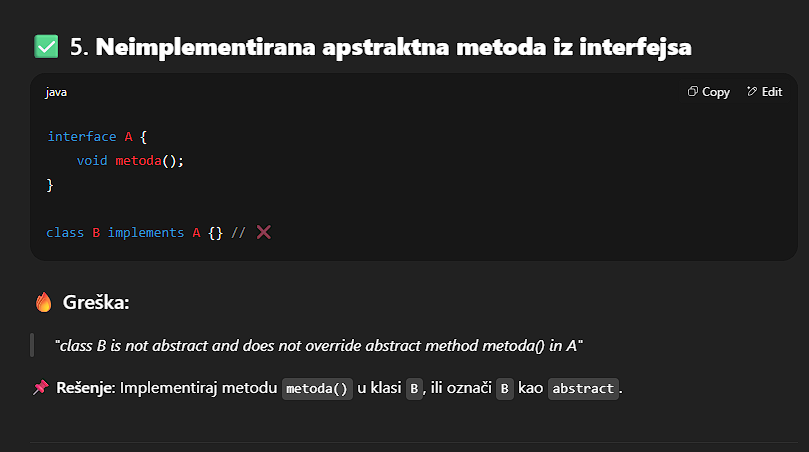 ✅ 5. Neimplementirana apstraktna metoda iz interfejsa
java Copy Edit
interface A {
    void metoda();
}
class B implements A {} // ❌
🔥 Greška:
"class B is not abstract and does not override abstract method metoda() in A"
📌 Rešenje: Implementiraj metodu metoda() u klasi B, ili označi B kao abstract.